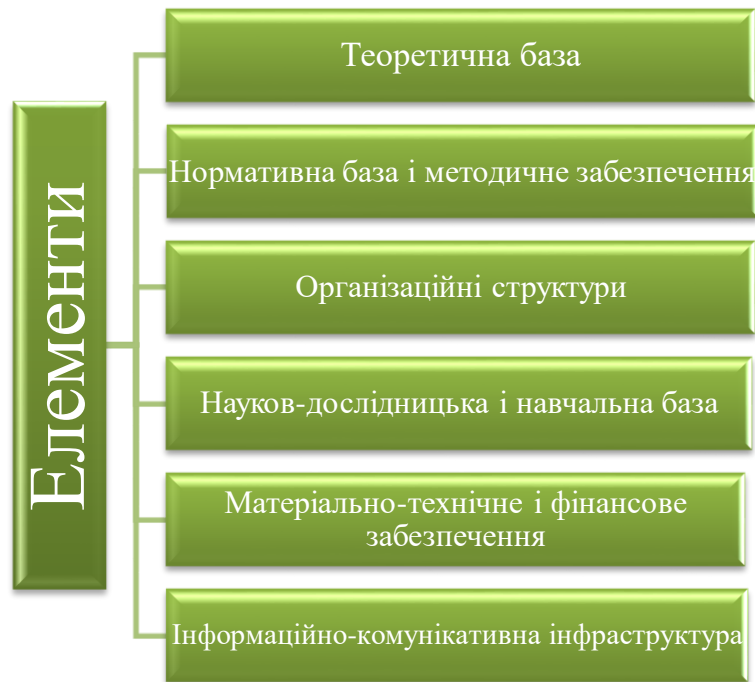 Елементи
Теоретична база
Нормативна база і методичне забезпечення
Організаційні структури
Науков-дослідницька і навчальна база
Матеріально-технічне і фінансове
забезпечення
Інформаційно-комунікативна інфраструктура